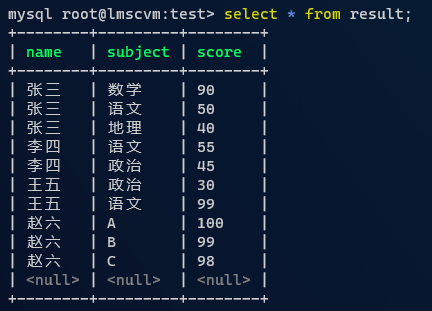 mysql root@lmscvm:test> select * from result;
+--------+---------+--------+
| name   | subject | score  |
+--------+---------+--------+
| 张三   | 数学    | 90     |
| 张三   | 语文    | 50     |
| 张三   | 地理    | 40     |
| 李四   | 语文    | 55     |
| 李四   | 政治    | 45     |
| 王五   | 政治    | 30     |
| 王五   | 语文    | 99     |
| 赵六   | A       | 100    |
| 赵六   | B       | 99     |
| 赵六   | C       | 98     |
| <null> | <null>  | <null> |
+--------+---------+--------+